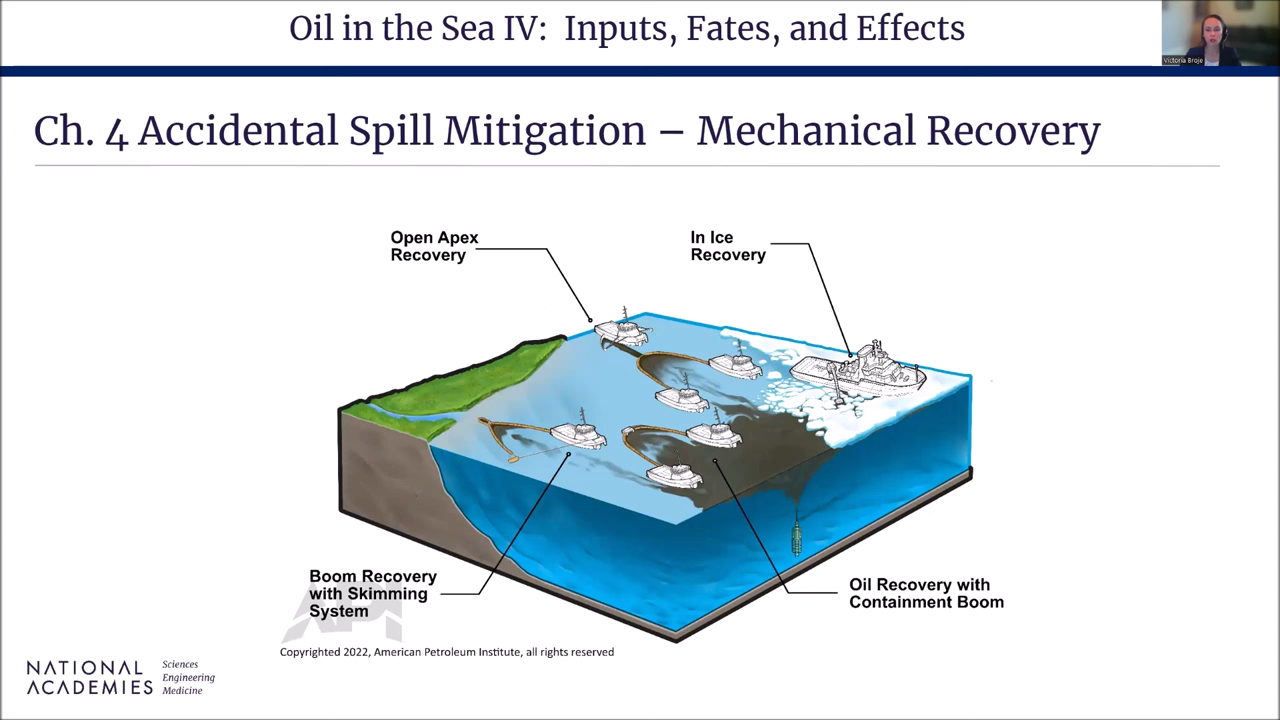 Oil in the Sea IV: Inputs, Fates, and Effects
Victoria Broje
Ch. 4 Accidental Spill Mitigation – Mechanical Recovery
Open Apex
Recovery
In Ice
Recovery
Boom Recovery
with Skimming
System
Oil Recovery with
Containment Boom
API
Copyrighted 2022, American Petroleum Institute, all rights reserved
NATIONAL
ACADEMIES
Sciences
Engineering
Medicine